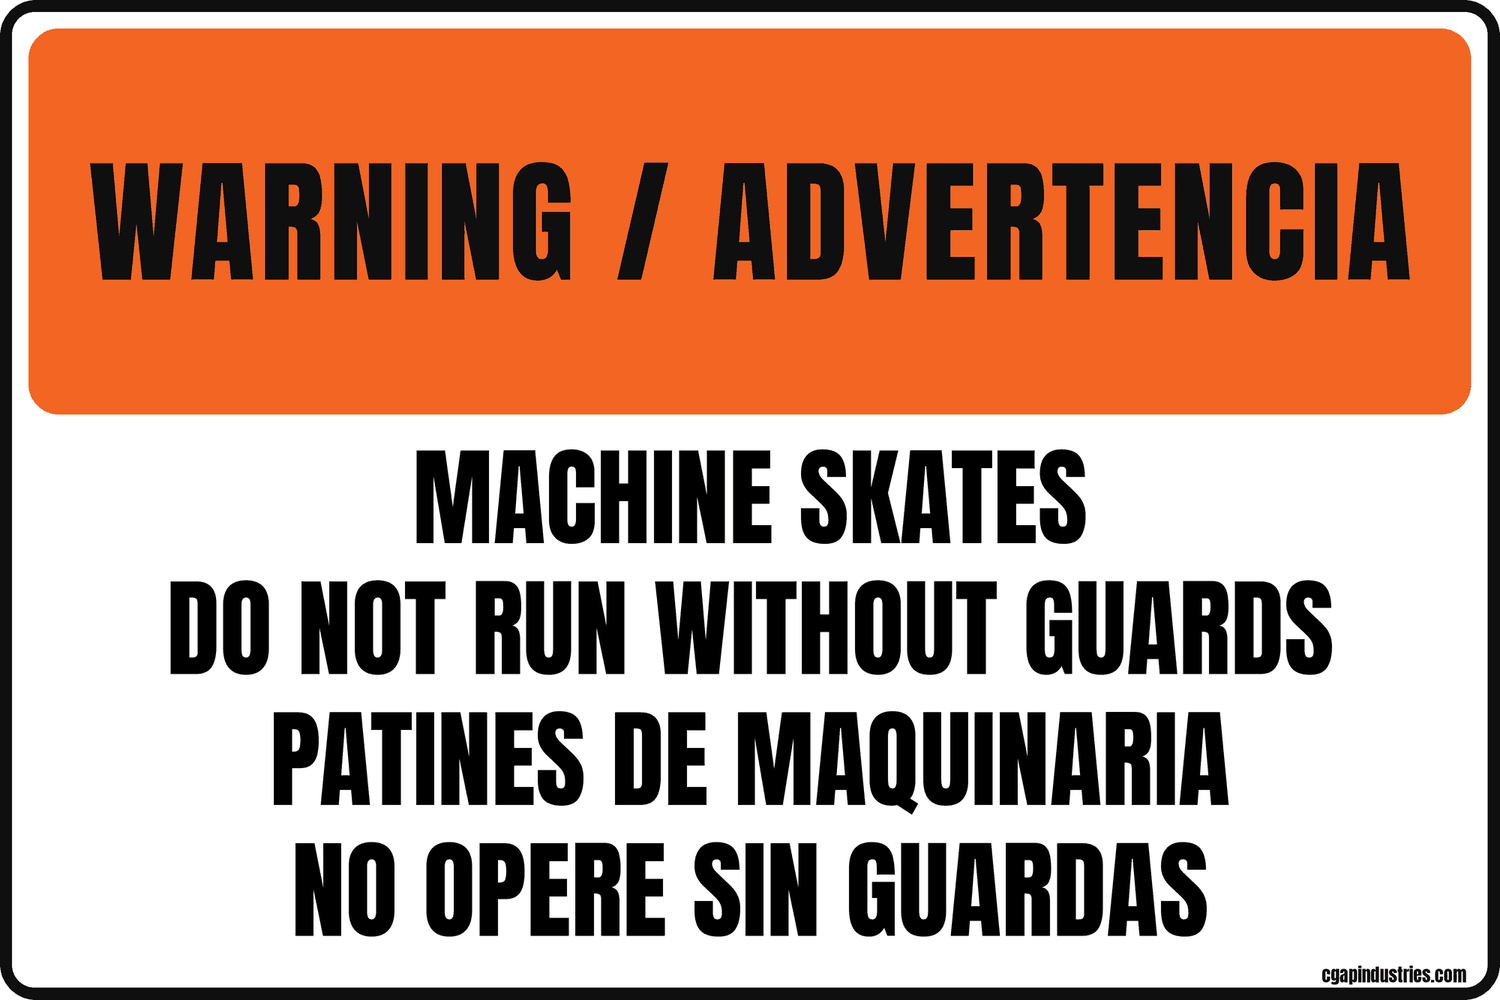 WARNING / ADVERTENCIA
MACHINE SKATES
DO NOT RUN WITHOUT GUARDS
PATINES DE MAQUINARIA
NO OPERE SIN GUARDAS
cgapindustries.com